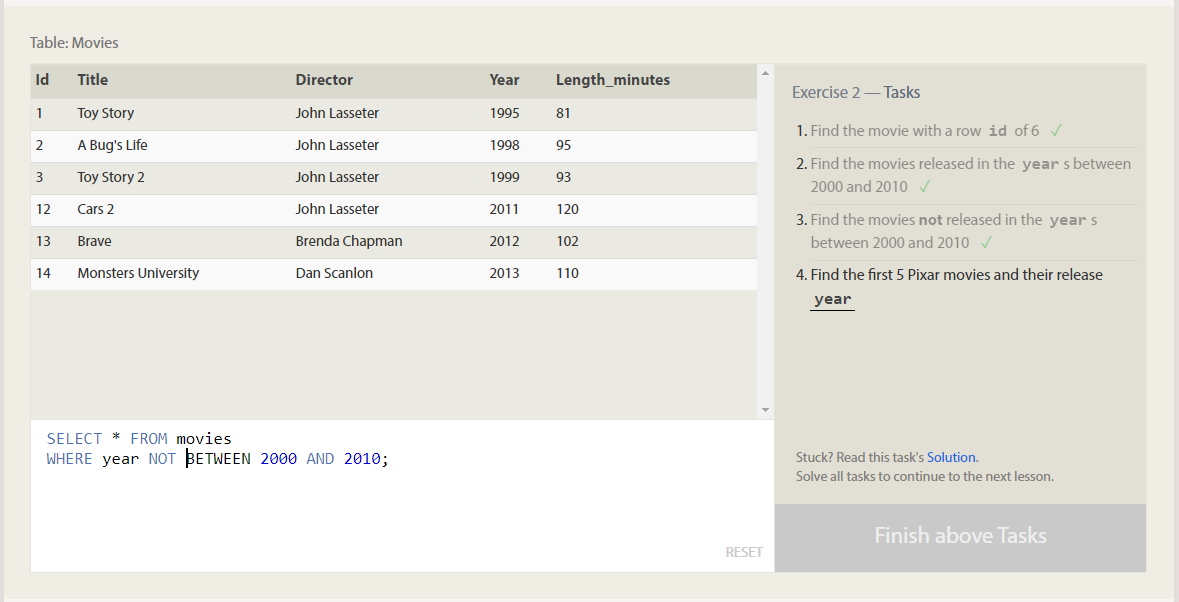 Table: Movies
Id Title Director Year Length_minutes
1 Toy Story John Lasseter 1995 81
2 A Bug's Life John Lasseter 1998 95
3 Toy Story 2 John Lasseter 1999 93
12 Cars 2 John Lasseter 2011 120
13 Brave Brenda Chapman 2012 102
14 Monsters University Dan Scanlon 2013 110
SELECT * FROM movies
WHERE year NOT BETWEEN 2000 AND 2010;
RESET
Exercise 2 — Tasks
1. Find the movie with a row id of 6 ✓
2. Find the movies released in the year s between
2000 and 2010 ✓
3. Find the movies not released in the year s
between 2000 and 2010 ✓
4. Find the first 5 Pixar movies and their release
year
Stuck? Read this task's Solution.
Solve all tasks to continue to the next lesson.
Finish above Tasks